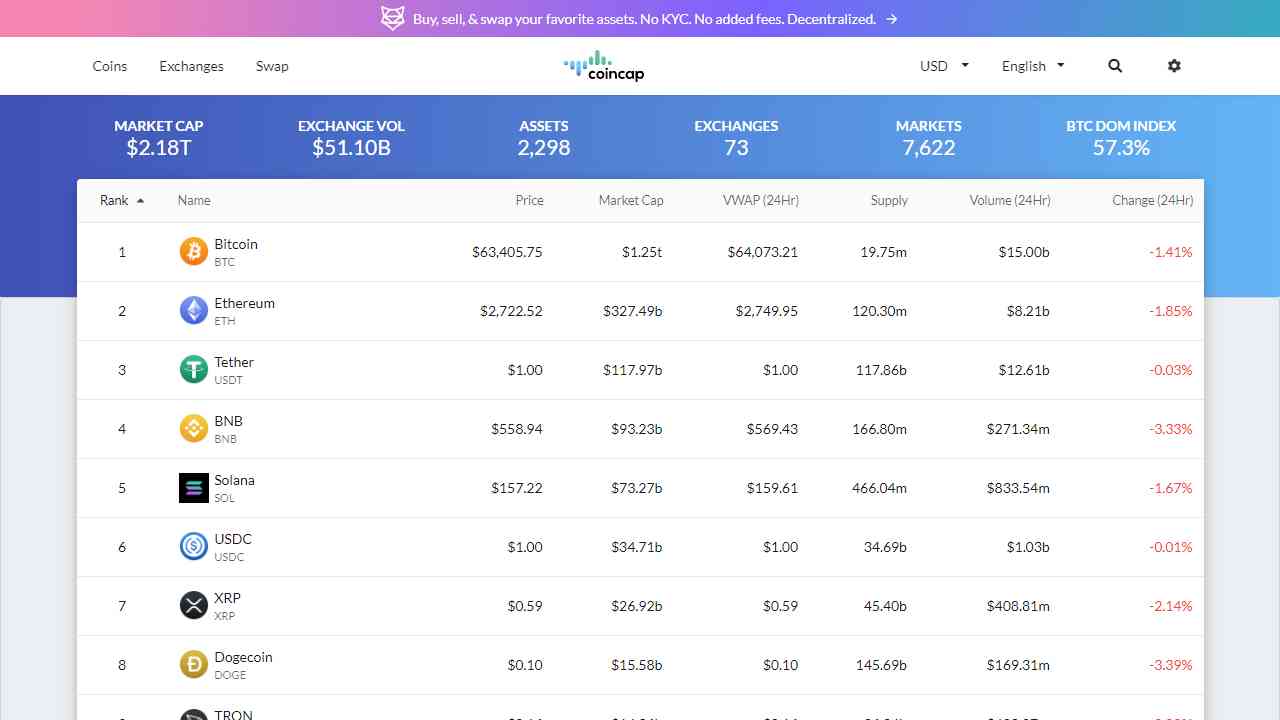 Buy, sell, & swap your favorite assets. No KYC. No added fees. Decentralized. →
Coins Exchanges Swap coincap USD English
MARKET CAP EXCHANGE VOL ASSETS EXCHANGES MARKETS BTC DOM INDEX
$2.18T $51.10B 2,298 73 7,622 57.3%
Rank Name Price Market Cap VWAP (24Hr) Supply Volume (24Hr) Change (24Hr)
1 Bitcoin $63,405.75 $1.25t $64,073.21 19.75m $15.00b -1.41%
BTC
2 Ethereum $2,722.52 $327.49b $2,749.95 120.30m $8.21b -1.85%
ETH
3 Tether $1.00 $117.97b $1.00 117.86b $12.61b -0.03%
USDT
4 BNB $558.94 $93.23b $569.43 166.80m $271.34m -3.33%
BNB
5 Solana $157.22 $73.27b $159.61 466.04m $833.54m -1.67%
SOL
6 USDC $1.00 $34.71b $1.00 34.69b $1.03b -0.01%
USDC
7 XRP $0.59 $26.92b $0.59 45.40b $408.81m -2.14%
XRP
8 Dogecoin $0.10 $15.58b $0.10 145.69b $169.31m -3.39%
DOGE
TRON